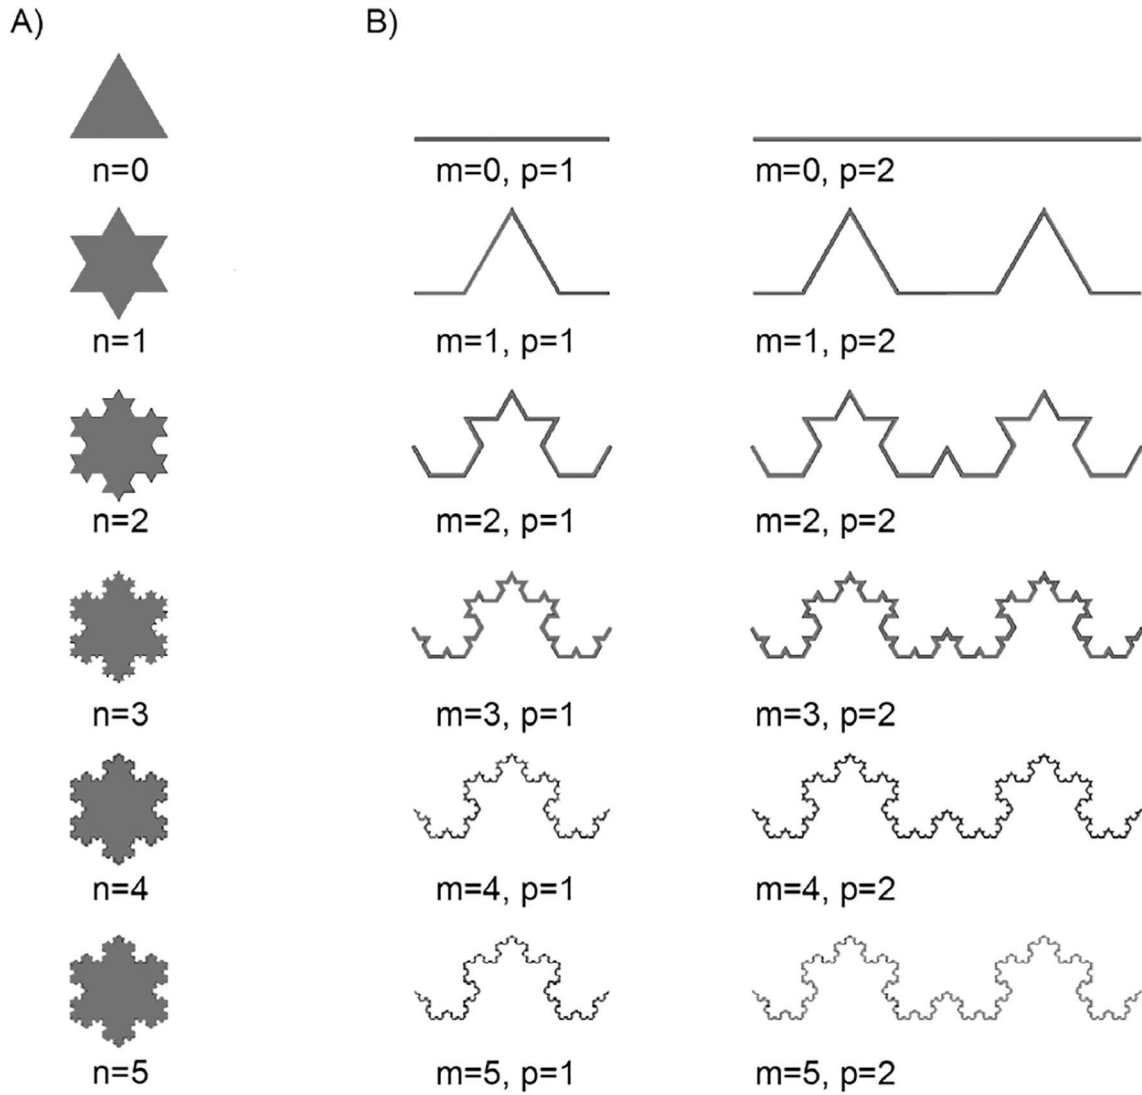 A) B)
n=0 m=0, p=1 m=0, p=2
n=1 m=1, p=1 m=1, p=2
n=2 m=2, p=1 m=2, p=2
n=3 m=3, p=1 m=3, p=2
n=4 m=4, p=1 m=4, p=2
n=5 m=5, p=1 m=5, p=2